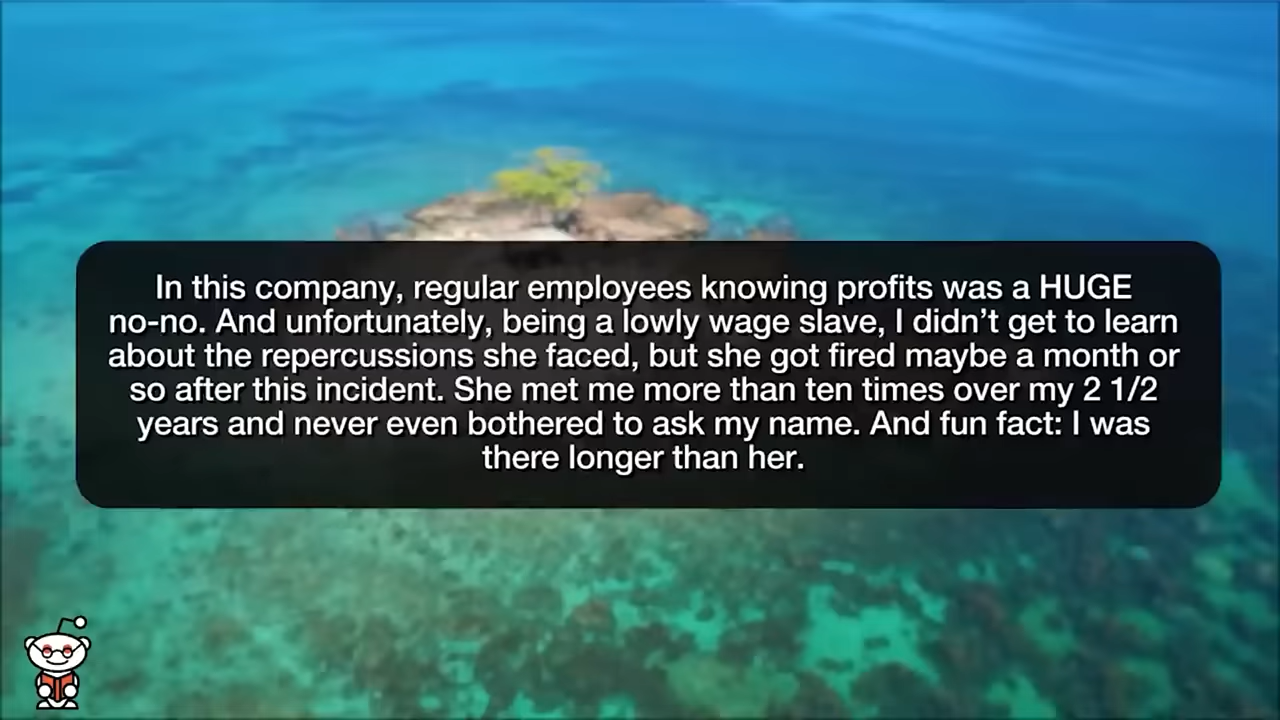 In this company, regular employees knowing profits was a HUGE
no-no. And unfortunately, being a lowly wage slave, I didn’t get to learn
about the repercussions she faced, but she got fired maybe a month or
so after this incident. She met me more than ten times over my 2 1/2
years and never even bothered to ask my name. And fun fact: I was
there longer than her.